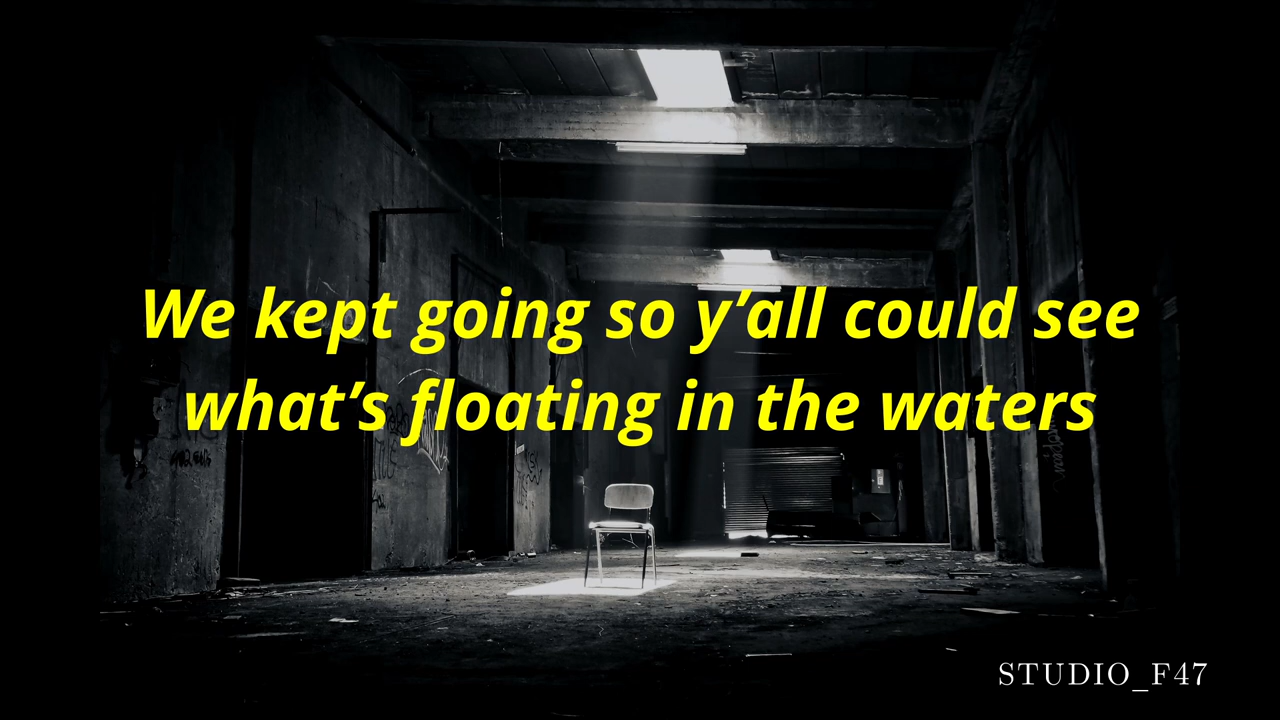 We kept going so y’all could see
what’s floating in the waters
STUDIO_F47